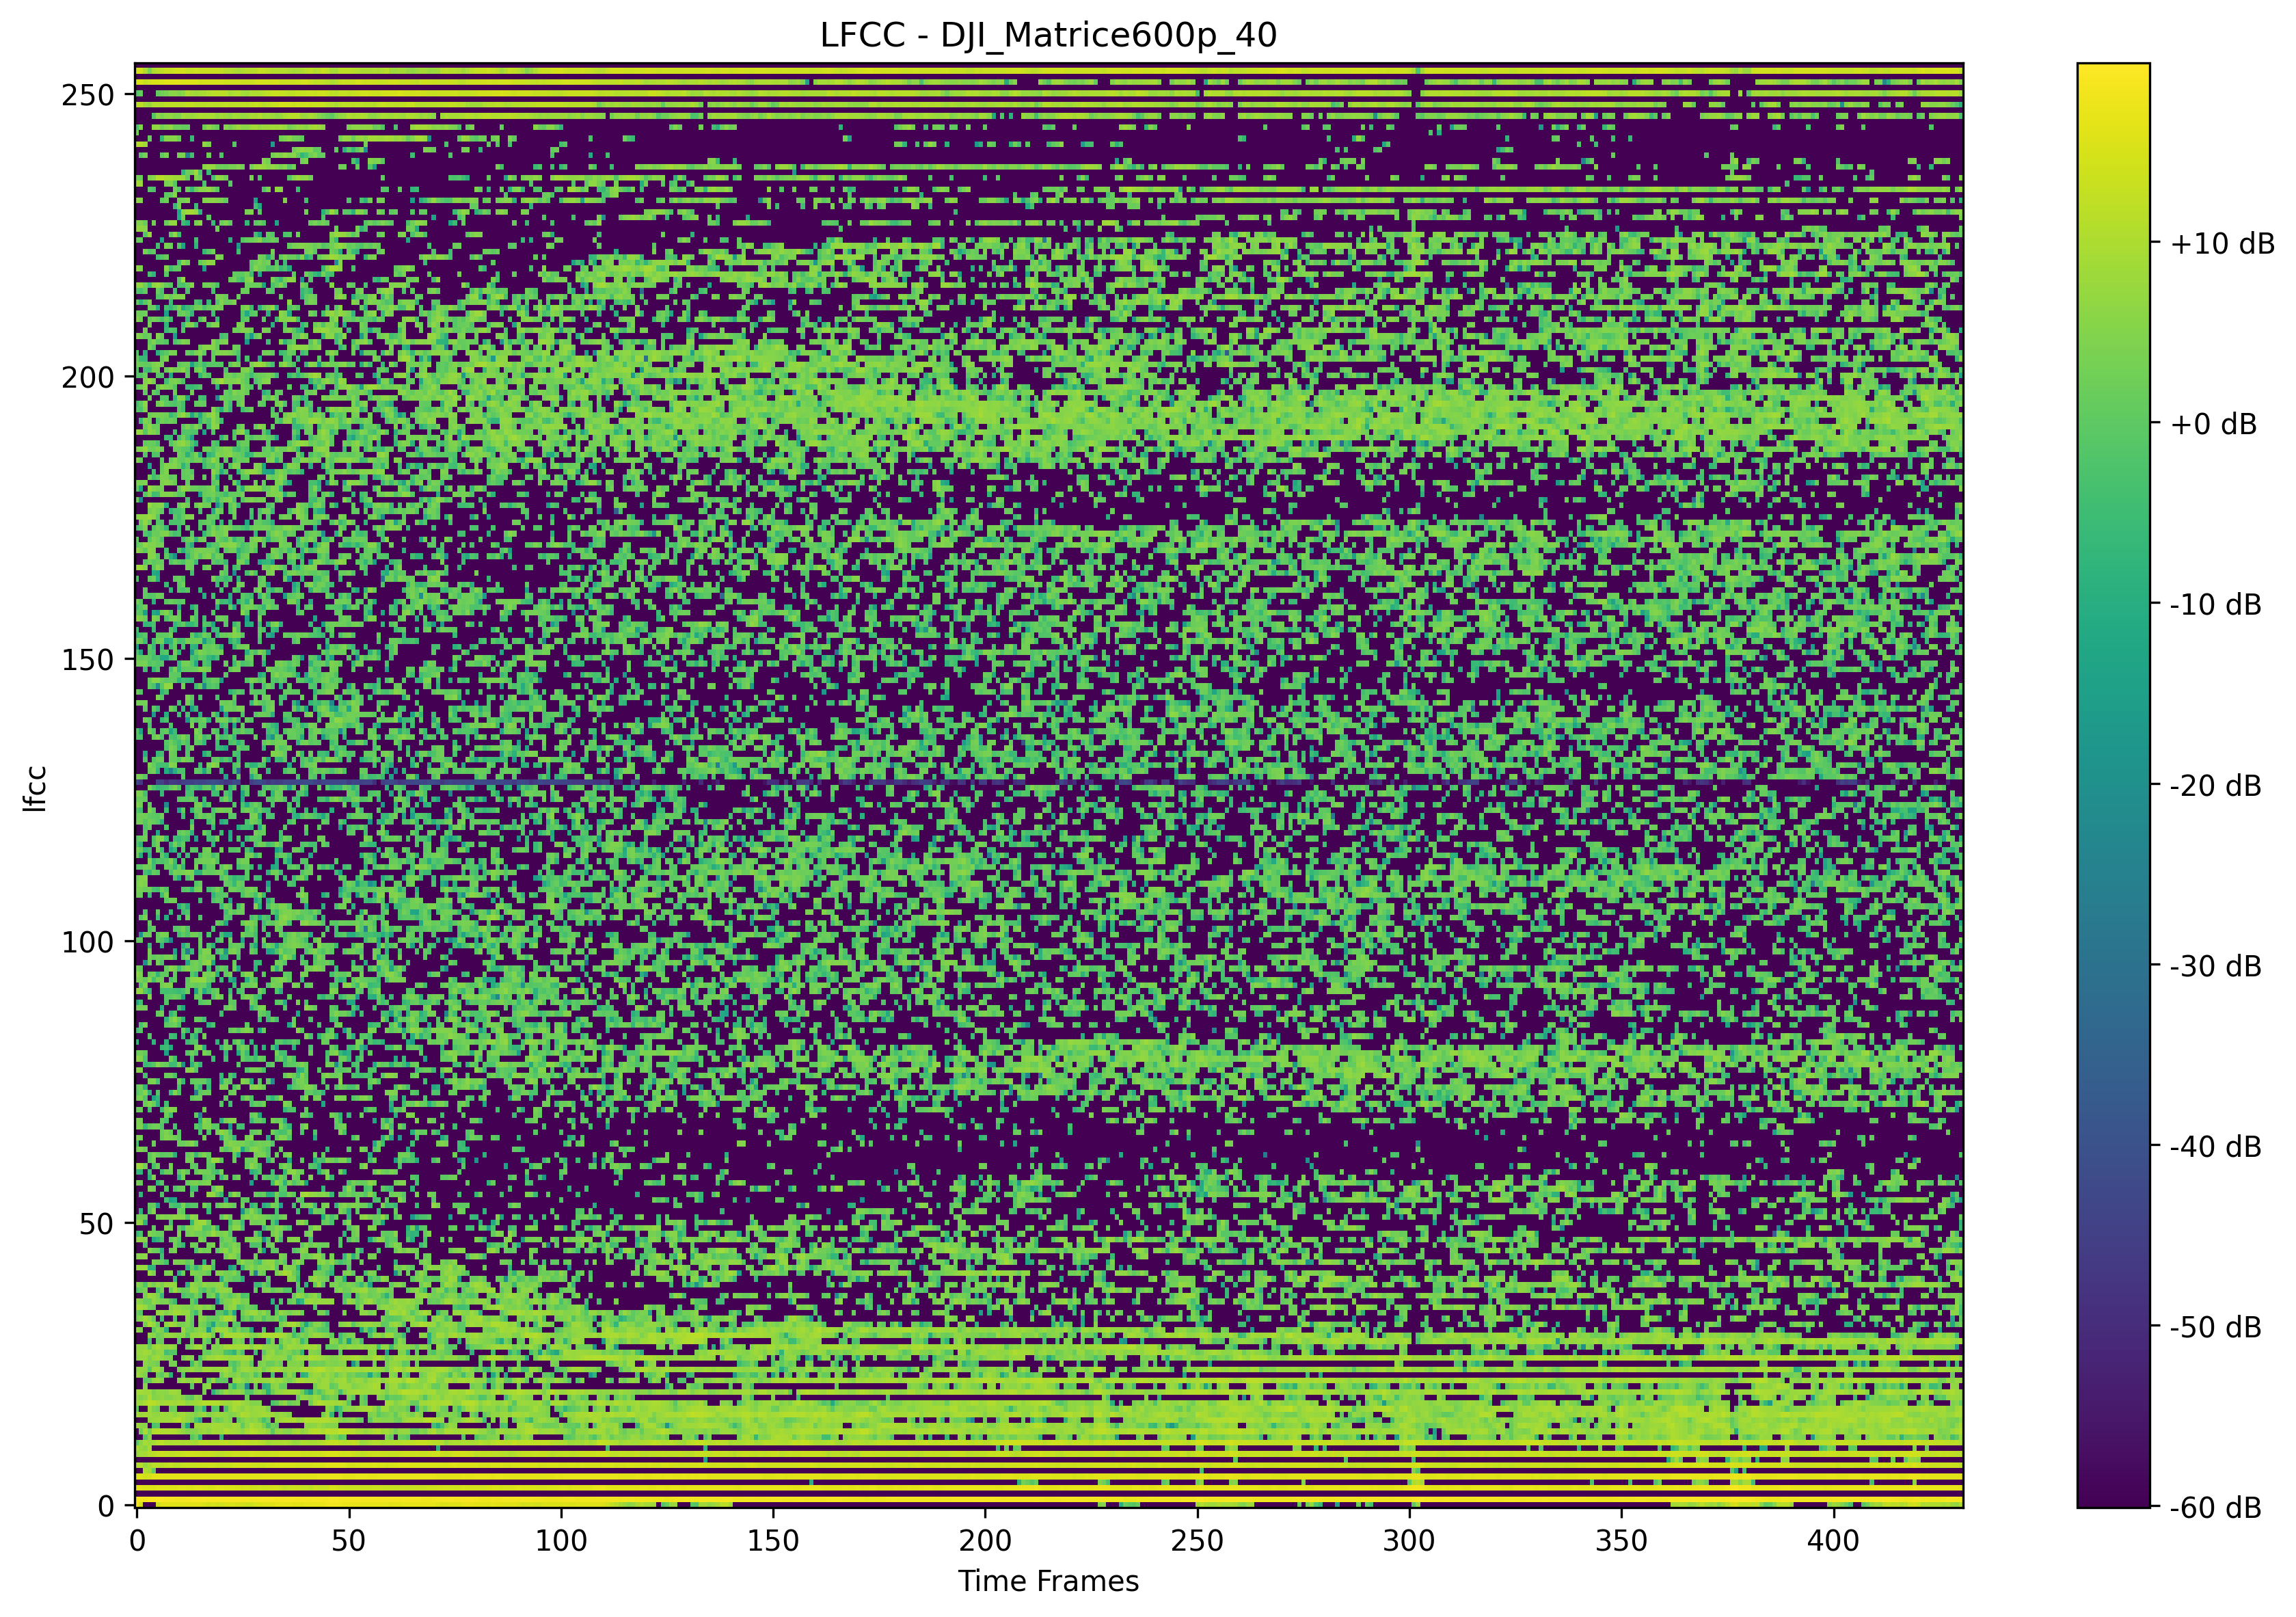 LFCC - DJI_Matrice600p_40
250
200
150
100
50
0
lfcc
0 50 100 150 200 250 300 350 400
Time Frames
+10 dB
+0 dB
-10 dB
-20 dB
-30 dB
-40 dB
-50 dB
-60 dB